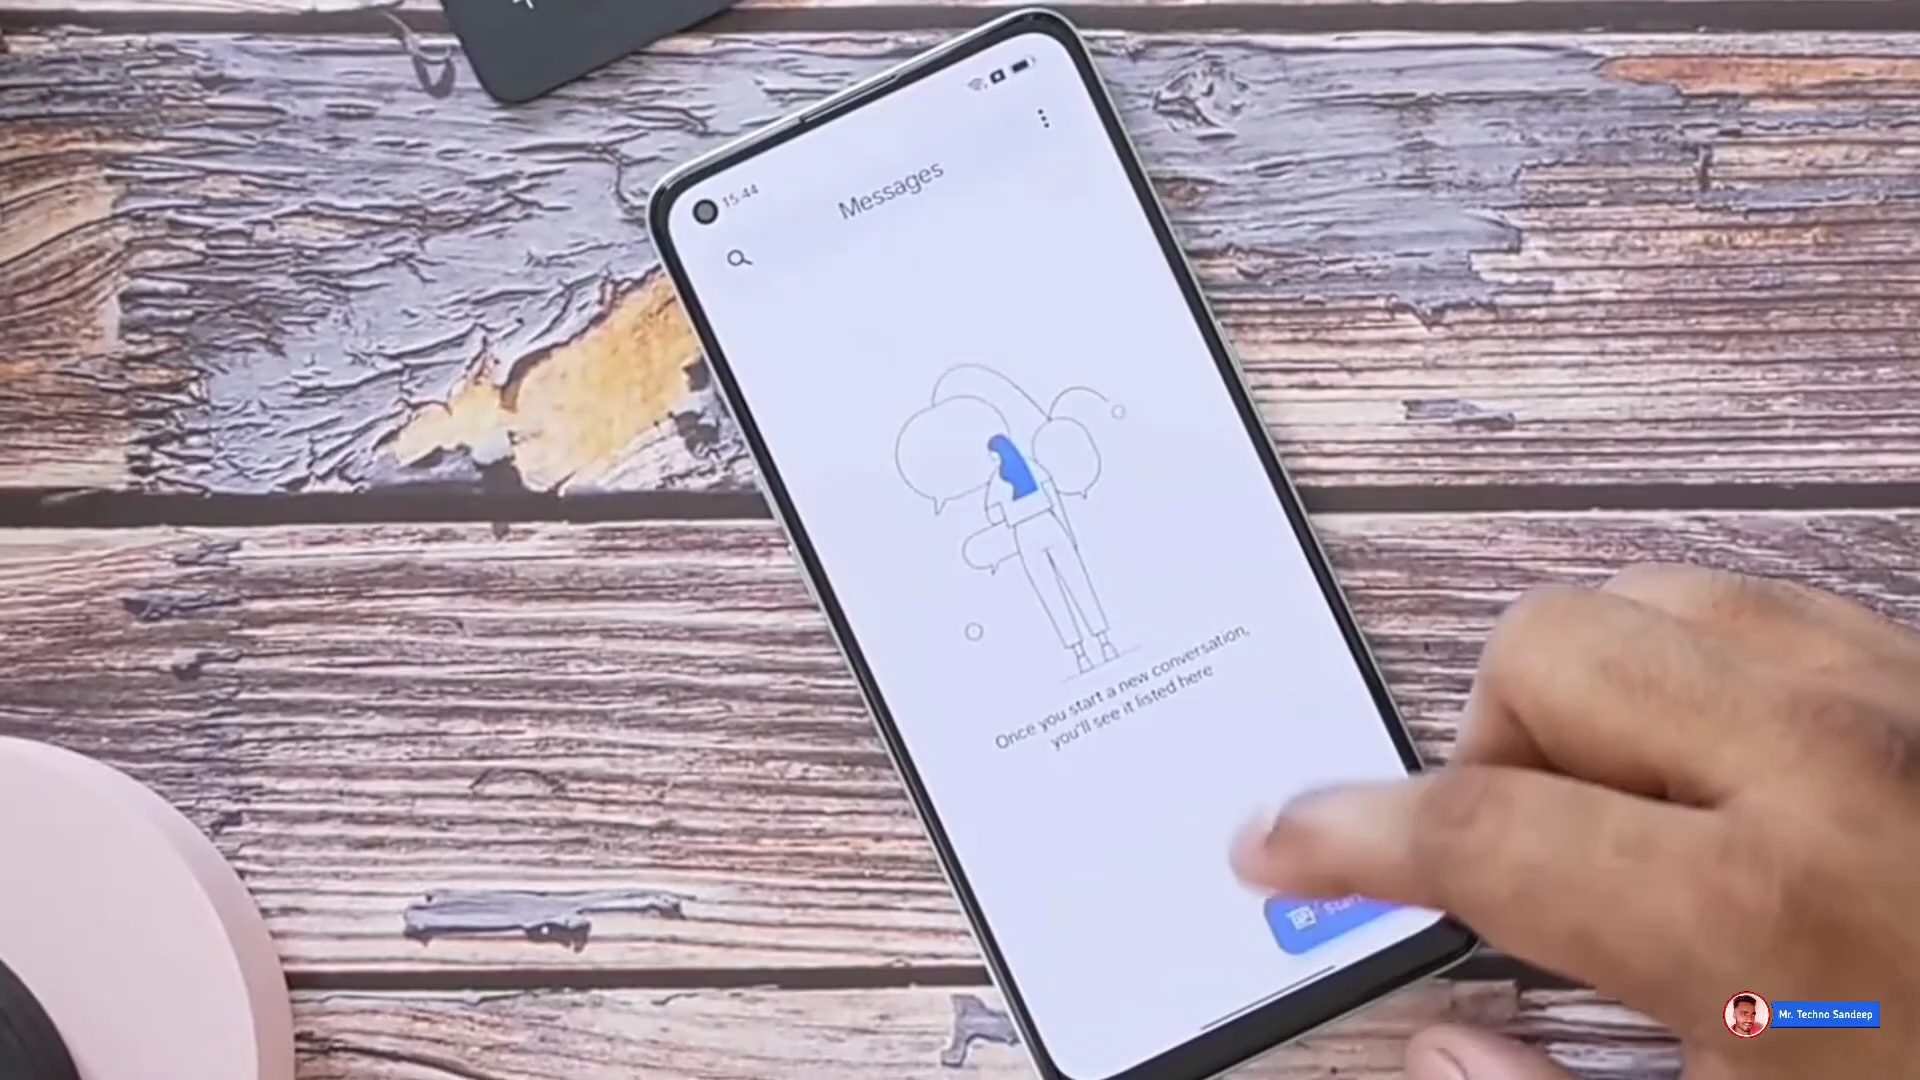 15:44
Messages
Once you start a new conversation,
you'll see it listed here
Mr. Techno Sandeep